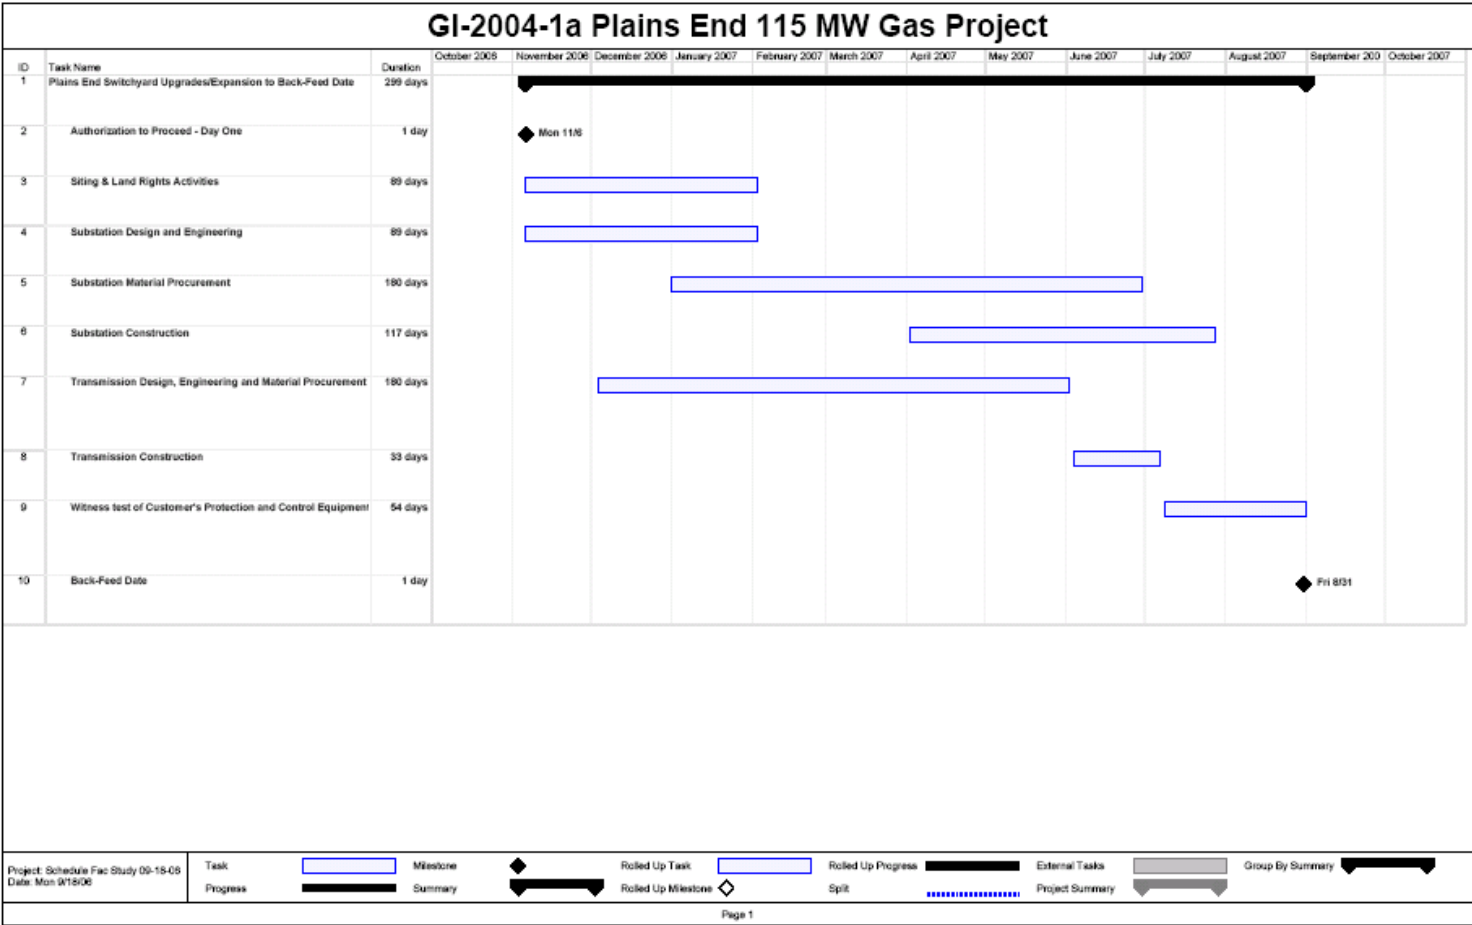 GI-2004-1a Plains End 115 MW Gas Project
ID Task Name Duration October 2006 November 2006 December 2006 January 2007 February 2007 March 2007 April 2007 May 2007 June 2007 July 2007 August 2007 September 200 October 2007
1 Plains End Switchyard Upgrades/Expansion to Back-Feed Date 299 days
2 Authorization to Proceed - Day One 1 day Mon 11/6
3 Siting & Land Rights Activities 89 days
4 Substation Design and Engineering 89 days
5 Substation Material Procurement 180 days
6 Substation Construction 117 days
7 Transmission Design, Engineering and Material Procurement 180 days
8 Transmission Construction 33 days
9 Witness test of Customer's Protection and Control Equipment 54 days
10 Back-Feed Date 1 day Fri 8/31
Project: Schedule Fac Study 09-18-06
Date: Mon 9/18/06
Task Milestone Rolled Up Task Rolled Up Progress External Tasks Group By Summary
Progress Summary Rolled Up Milestone Split Project Summary
Page 1